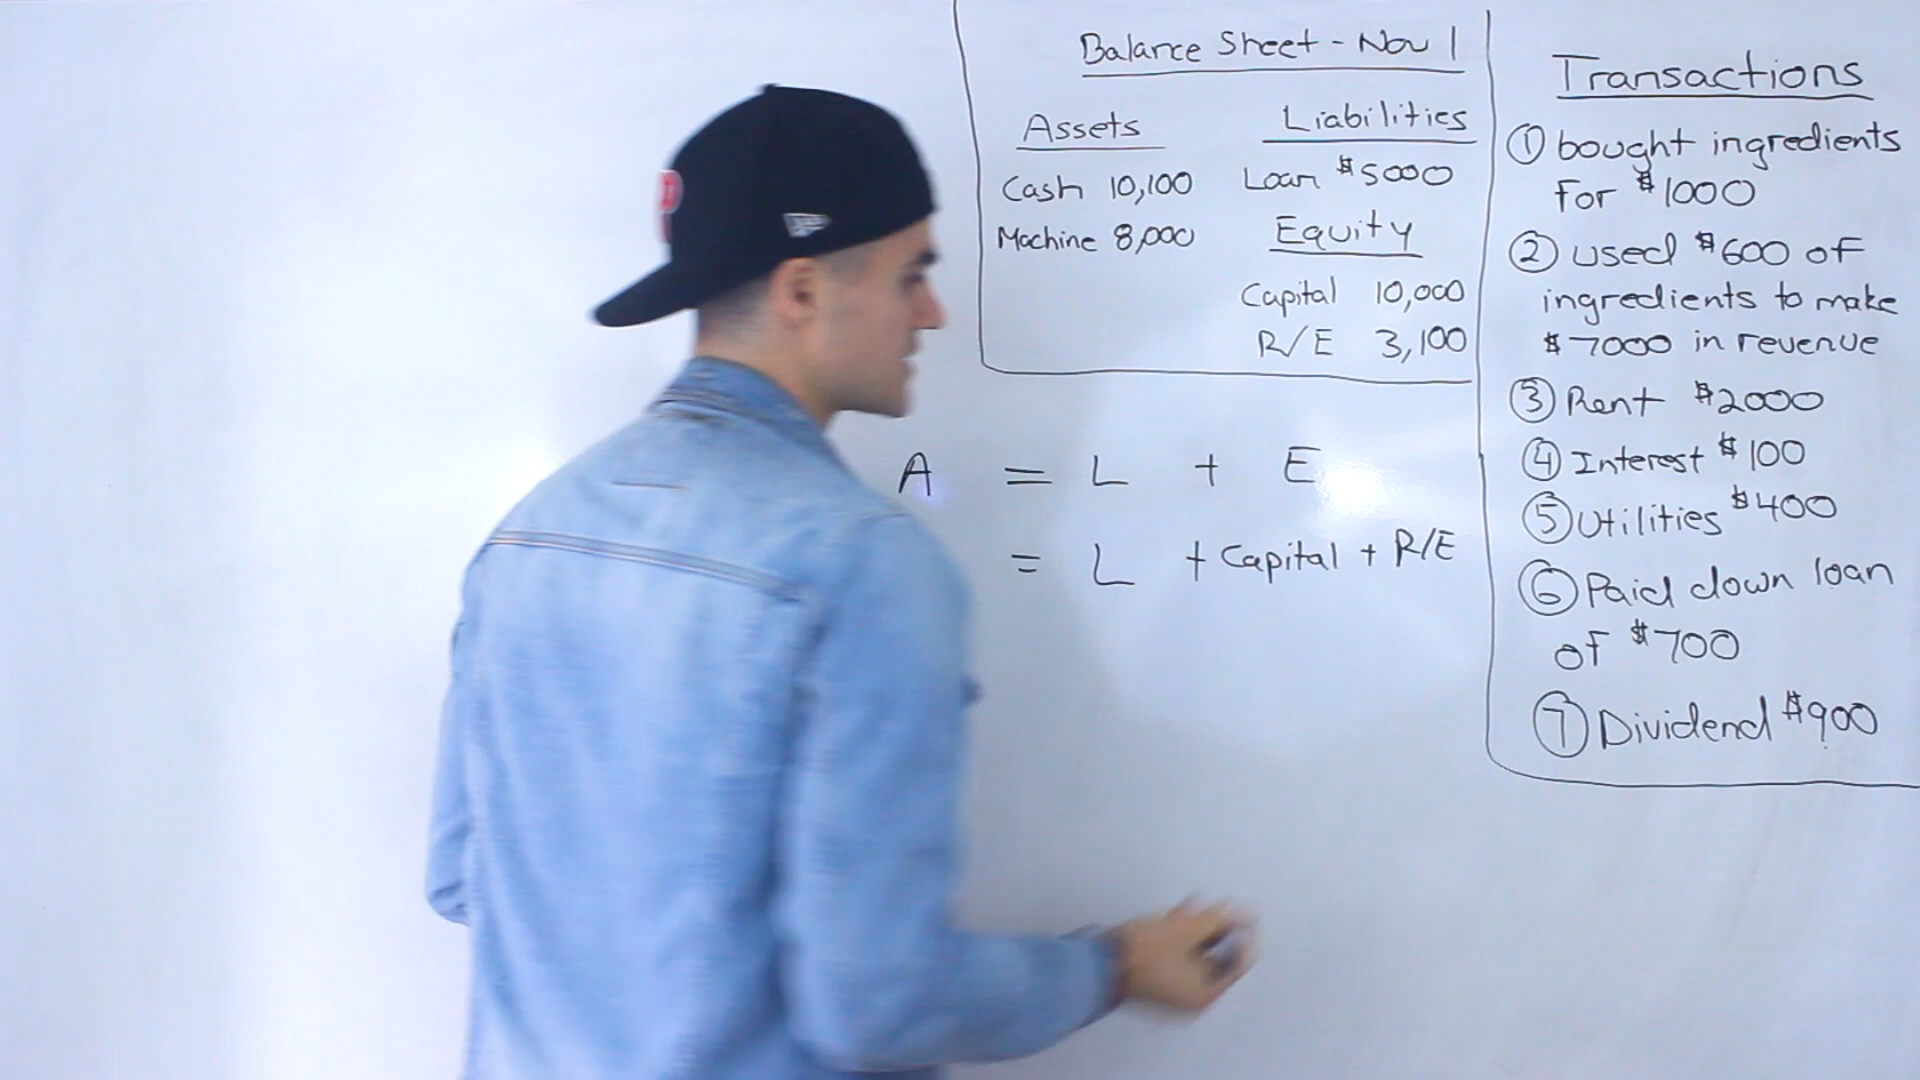 Balance Sheet - Nov 1
Assets
Cash 10,100
Machine 8,000
Liabilities
Loan $5000
Equity
Capital 10,000
R/E 3,100
A = L + E
= L + Capital + R/E
Transactions
① bought ingredients
for $1000
② used $600 of
ingredients to make
$7000 in revenue
③ Rent $2000
④ Interest $100
⑤ Utilities $400
⑥ Paid down loan
of $700
⑦ Dividend $900